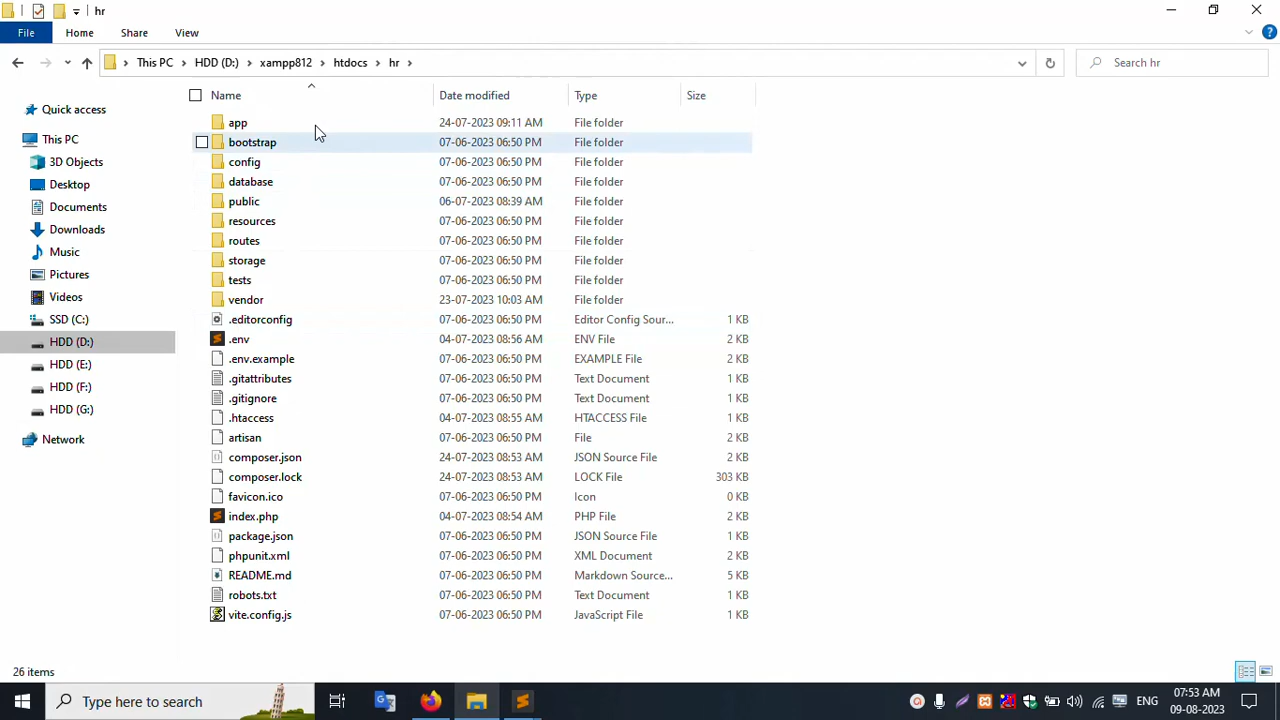 hr
File Home Share View
This PC HDD (D:) xampp812 htdocs hr
Search hr
Name Date modified Type Size
Quick access
This PC
3D Objects
Desktop
Documents
Downloads
Music
Pictures
Videos
SSD (C:)
HDD (D:)
HDD (E:)
HDD (F:)
HDD (G:)
Network
app 24-07-2023 09:11 AM File folder
bootstrap 07-06-2023 06:50 PM File folder
config 07-06-2023 06:50 PM File folder
database 07-06-2023 06:50 PM File folder
public 06-07-2023 08:39 AM File folder
resources 07-06-2023 06:50 PM File folder
routes 07-06-2023 06:50 PM File folder
storage 07-06-2023 06:50 PM File folder
tests 07-06-2023 06:50 PM File folder
vendor 23-07-2023 10:03 AM File folder
.editorconfig 07-06-2023 06:50 PM Editor Config Sour... 1 KB
.env 04-07-2023 08:56 AM ENV File 2 KB
.env.example 07-06-2023 06:50 PM EXAMPLE File 2 KB
.gitattributes 07-06-2023 06:50 PM Text Document 1 KB
.gitignore 07-06-2023 06:50 PM Text Document 1 KB
.htaccess 04-07-2023 08:55 AM HTACCESS File 1 KB
artisan 07-06-2023 06:50 PM File 2 KB
composer.json 24-07-2023 08:53 AM JSON Source File 2 KB
composer.lock 24-07-2023 08:53 AM LOCK File 303 KB
favicon.ico 07-06-2023 06:50 PM Icon 0 KB
index.php 04-07-2023 08:54 AM PHP File 2 KB
package.json 07-06-2023 06:50 PM JSON Source File 1 KB
phpunit.xml 07-06-2023 06:50 PM XML Document 2 KB
README.md 07-06-2023 06:50 PM Markdown Source... 5 KB
robots.txt 07-06-2023 06:50 PM Text Document 1 KB
vite.config.js 07-06-2023 06:50 PM JavaScript File 1 KB
26 items
Type here to search
ENG
07:53 AM
09-08-2023